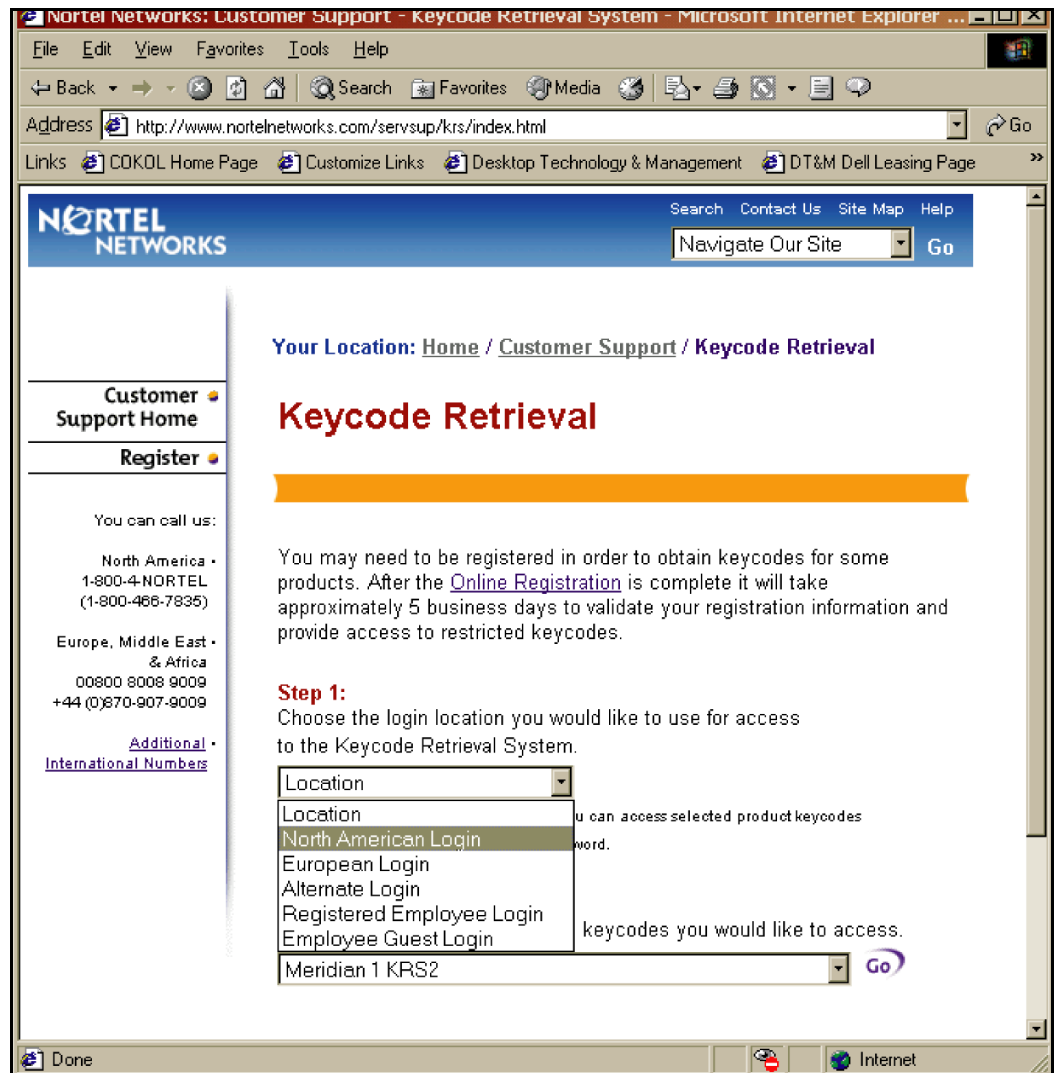 Nortel Networks: Customer Support - Keycode Retrieval System - Microsoft Internet Explorer ...
File Edit View Favorites Tools Help
Back Search Favorites Media
Address http://www.nortelnetworks.com/servsup/krs/index.html Go
Links COKOL Home Page Customize Links Desktop Technology & Management DT&M Dell Leasing Page »
NORTEL
NETWORKS
Search Contact Us Site Map Help
Navigate Our Site Go
Your Location: Home / Customer Support / Keycode Retrieval
Customer
Support Home
Register
You can call us:
North America •
1-800-4-NORTEL
(1-800-466-7835)
Europe, Middle East •
& Africa
00800 8008 9009
+44 (0)870-907-9009
Additional •
International Numbers
Keycode Retrieval
You may need to be registered in order to obtain keycodes for some
products. After the Online Registration is complete it will take
approximately 5 business days to validate your registration information and
provide access to restricted keycodes.
Step 1:
Choose the login location you would like to use for access
to the Keycode Retrieval System.
Location
Location
North American Login
European Login
Alternate Login
Registered Employee Login
Employee Guest Login
u can access selected product keycodes
word.
keycodes you would like to access.
Meridian 1 KRS2 Go
Done Internet